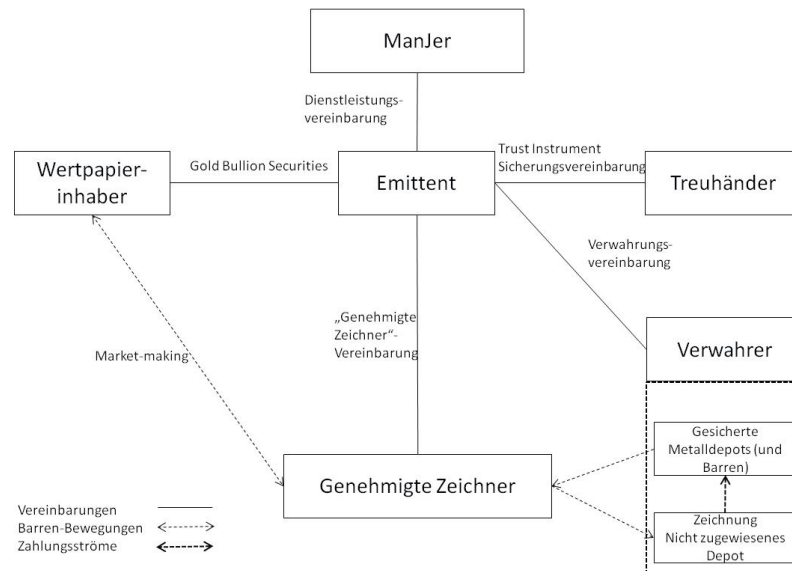 ManJer
Dienstleistungs-
vereinbarung
Wertpapier-
inhaber
Gold Bullion Securities
Emittent
Trust Instrument
Sicherungsvereinbarung
Treuhänder
Verwahrungs-
vereinbarung
„Genehmigte
Zeichner“-
Vereinbarung
Market-making
Verwahrer
Gesicherte
Metalldepots (und
Barren)
Genehmigte Zeichner
Zeichnung
Nicht zugewiesenes
Depot
Vereinbarungen
Barren-Bewegungen
Zahlungsströme